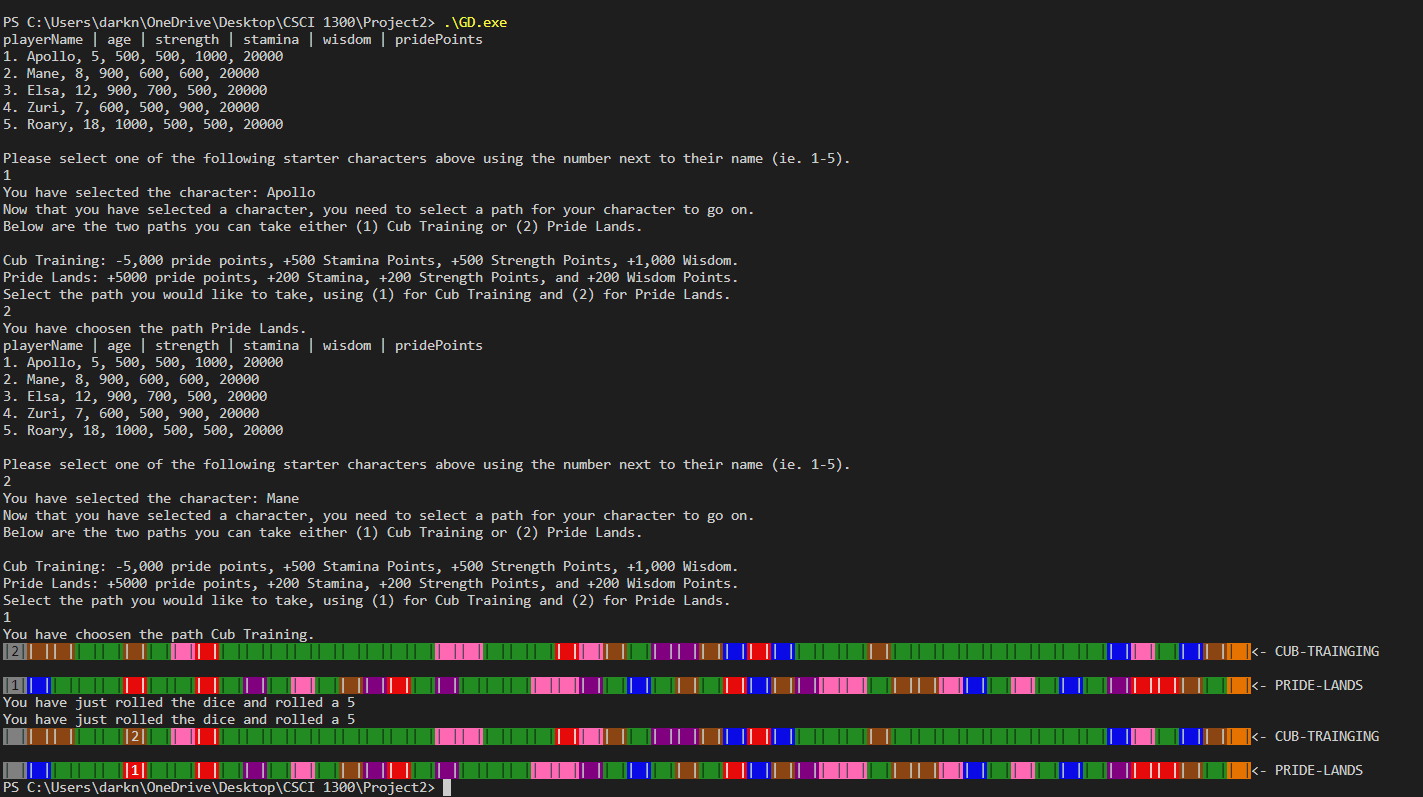 PS C:\Users\darkn\OneDrive\Desktop\CSCI 1300\Project2> .\GD.exe
playerName | age | strength | stamina | wisdom | pridePoints
1. Apollo, 5, 500, 500, 1000, 20000
2. Mane, 8, 900, 600, 600, 20000
3. Elsa, 12, 900, 700, 500, 20000
4. Zuri, 7, 600, 500, 900, 20000
5. Roary, 18, 1000, 500, 500, 20000
Please select one of the following starter characters above using the number next to their name (ie. 1-5).
1
You have selected the character: Apollo
Now that you have selected a character, you need to select a path for your character to go on.
Below are the two paths you can take either (1) Cub Training or (2) Pride Lands.
Cub Training: -5,000 pride points, +500 Stamina Points, +500 Strength Points, +1,000 Wisdom.
Pride Lands: +5000 pride points, +200 Stamina, +200 Strength Points, and +200 Wisdom Points.
Select the path you would like to take, using (1) for Cub Training and (2) for Pride Lands.
2
You have choosen the path Pride Lands.
playerName | age | strength | stamina | wisdom | pridePoints
1. Apollo, 5, 500, 500, 1000, 20000
2. Mane, 8, 900, 600, 600, 20000
3. Elsa, 12, 900, 700, 500, 20000
4. Zuri, 7, 600, 500, 900, 20000
5. Roary, 18, 1000, 500, 500, 20000
Please select one of the following starter characters above using the number next to their name (ie. 1-5).
2
You have selected the character: Mane
Now that you have selected a character, you need to select a path for your character to go on.
Below are the two paths you can take either (1) Cub Training or (2) Pride Lands.
Cub Training: -5,000 pride points, +500 Stamina Points, +500 Strength Points, +1,000 Wisdom.
Pride Lands: +5000 pride points, +200 Stamina, +200 Strength Points, and +200 Wisdom Points.
Select the path you would like to take, using (1) for Cub Training and (2) for Pride Lands.
1
You have choosen the path Cub Training.
|2| <- CUB-TRAINGING
|1| <- PRIDE-LANDS
You have just rolled the dice and rolled a 5
You have just rolled the dice and rolled a 5
|2| <- CUB-TRAINGING
|1| <- PRIDE-LANDS
PS C:\Users\darkn\OneDrive\Desktop\CSCI 1300\Project2>